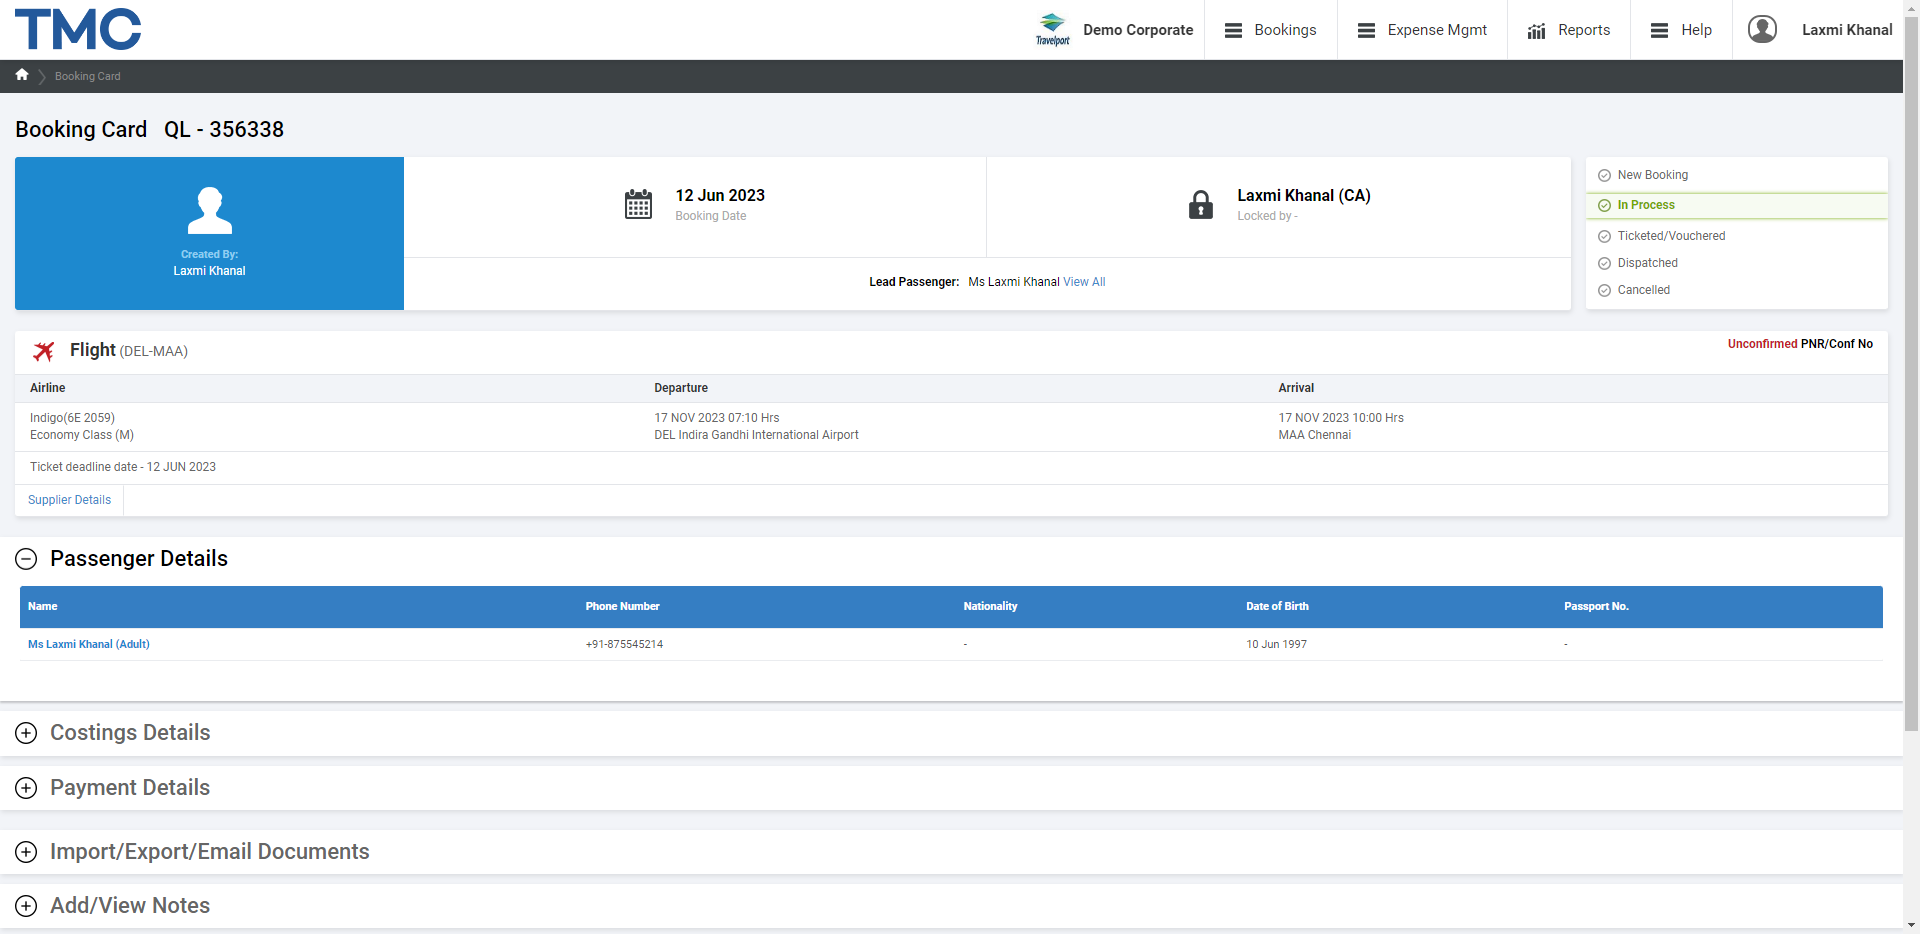 TMC
Travelport
Demo Corporate
Bookings
Expense Mgmt
Reports
Help
Laxmi Khanal
Booking Card
Booking Card QL - 356338
Created By:
Laxmi Khanal
12 Jun 2023
Booking Date
Laxmi Khanal (CA)
Locked by -
Lead Passenger: Ms Laxmi Khanal View All
New Booking
In Process
Ticketed/Vouchered
Dispatched
Cancelled
Flight (DEL-MAA)
Unconfirmed PNR/Conf No
Airline Departure Arrival
Indigo(6E 2059) 17 NOV 2023 07:10 Hrs 17 NOV 2023 10:00 Hrs
Economy Class (M) DEL Indira Gandhi International Airport MAA Chennai
Ticket deadline date - 12 JUN 2023
Supplier Details
Passenger Details
Name Phone Number Nationality Date of Birth Passport No.
Ms Laxmi Khanal (Adult) +91-875545214 - 10 Jun 1997 -
Costings Details
Payment Details
Import/Export/Email Documents
Add/View Notes